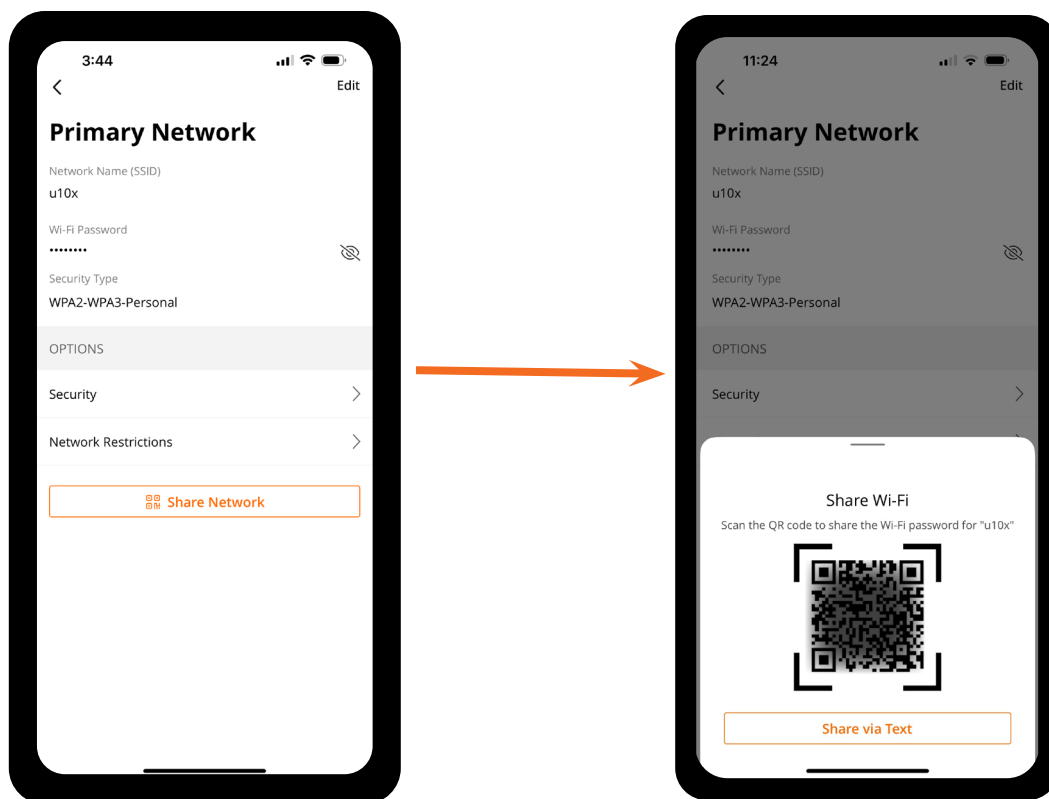 3:44
Edit
Primary Network
Network Name (SSID)
u10x
Wi-Fi Password
••••••••
Security Type
WPA2-WPA3-Personal
OPTIONS
Security
Network Restrictions
Share Network
11:24
Edit
Primary Network
Network Name (SSID)
u10x
Wi-Fi Password
••••••••
Security Type
WPA2-WPA3-Personal
OPTIONS
Security
Share Wi-Fi
Scan the QR code to share the Wi-Fi password for "u10x"
Share via Text